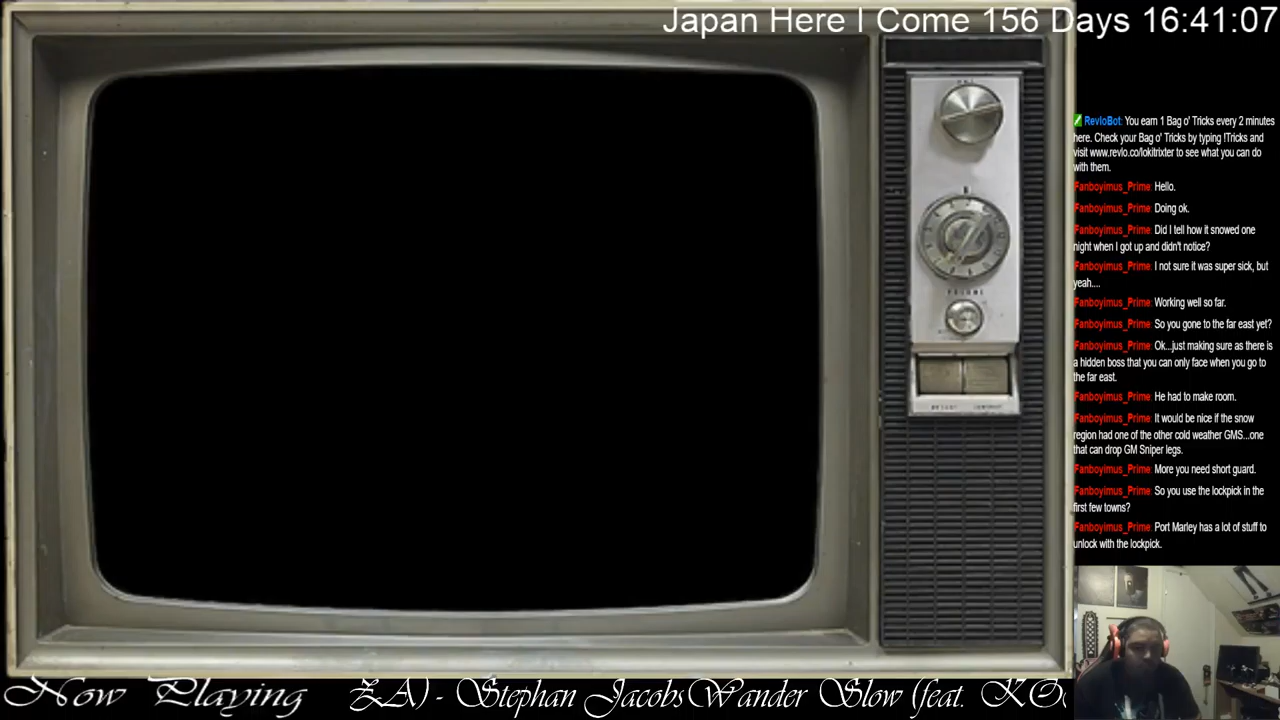 Japan Here I Come 156 Days 16:41:07
RevloBot: You earn 1 Bag o' Tricks every 2 minutes
here. Check your Bag o' Tricks by typing !Tricks and
visit www.revlo.co/lokitrixter to see what you can do
with them.
Fanboyimus_Prime: Hello.
Fanboyimus_Prime: Doing ok.
Fanboyimus_Prime: Did I tell how it snowed one
night when I got up and didn't notice?
Fanboyimus_Prime: I not sure it was super sick, but
yeah....
Fanboyimus_Prime: Working well so far.
Fanboyimus_Prime: So you gone to the far east yet?
Fanboyimus_Prime: Ok...just making sure as there is
a hidden boss that you can only face when you go to
the far east.
Fanboyimus_Prime: He had to make room.
Fanboyimus_Prime: It would be nice if the snow
region had one of the other cold weather GMS...one
that can drop GM Sniper legs.
Fanboyimus_Prime: More you need short guard.
Fanboyimus_Prime: So you use the lockpick in the
first few towns?
Fanboyimus_Prime: Port Marley has a lot of stuff to
unlock with the lockpick.
VOLUME
Now Playing ZA) - Stephan Jacobs Wander Slow (feat.